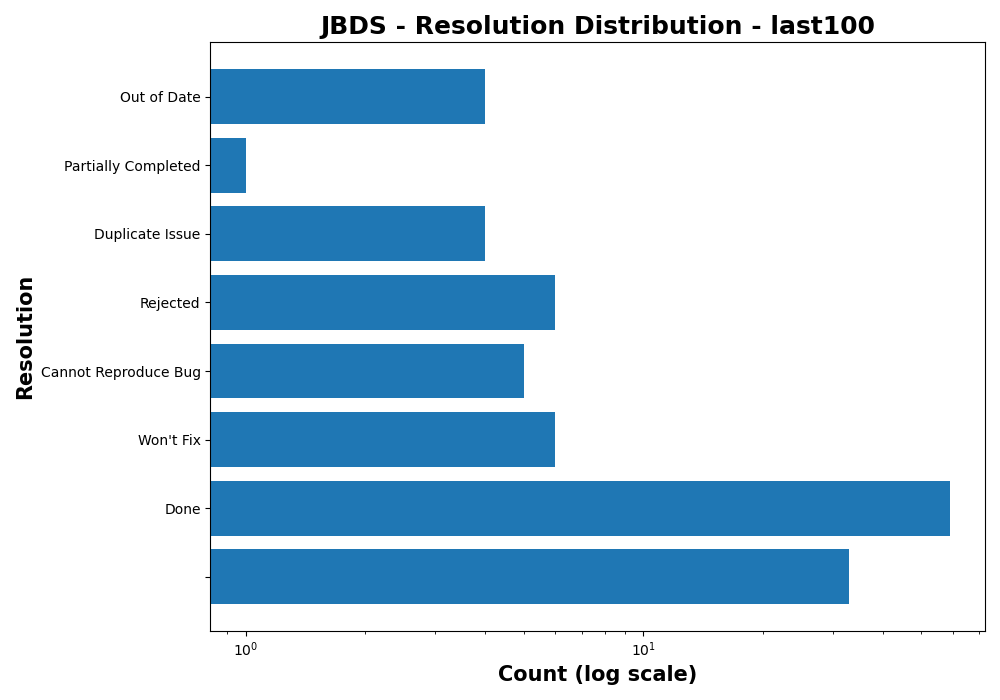 JBDS - Resolution Distribution - last100
Resolution
Out of Date
Partially Completed
Duplicate Issue
Rejected
Cannot Reproduce Bug
Won't Fix
Done
10⁰
10¹
Count (log scale)